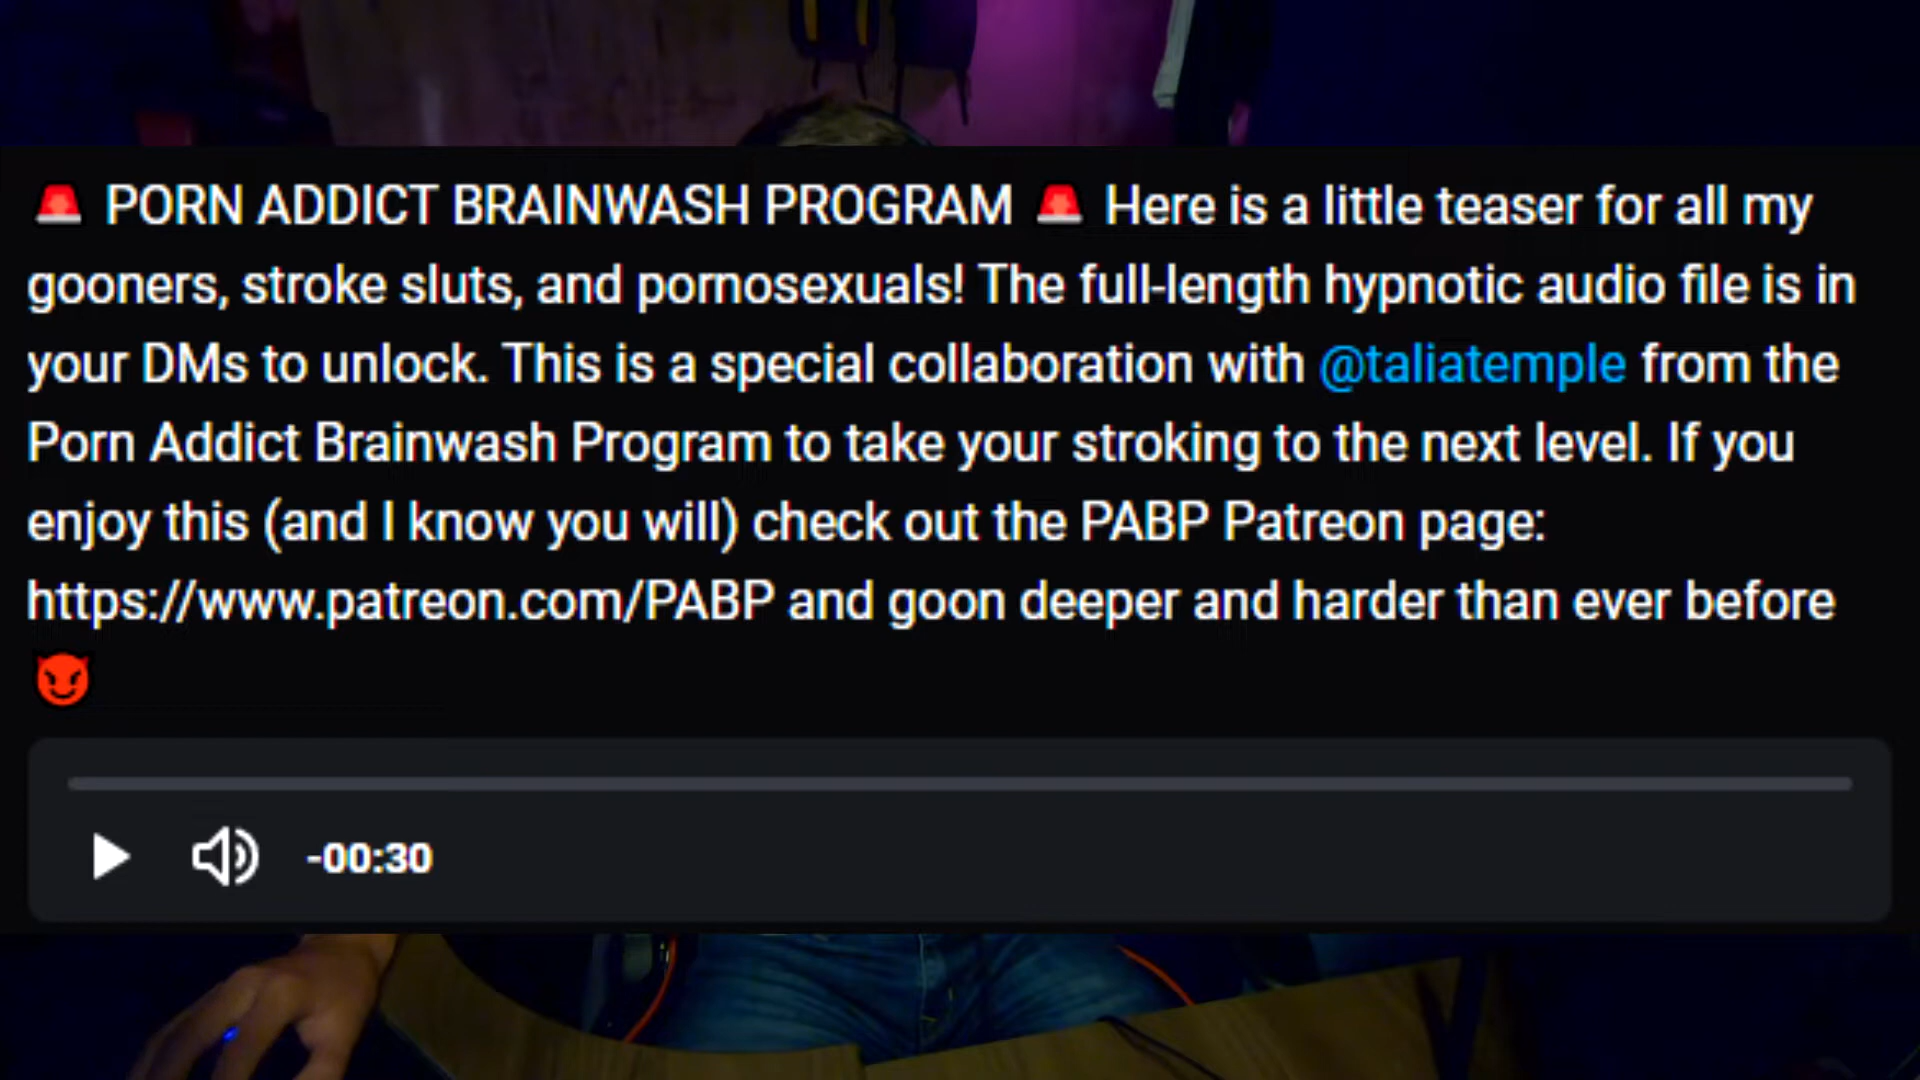 🚨 PORN ADDICT BRAINWASH PROGRAM 🚨 Here is a little teaser for all my
gooners, stroke sluts, and pornosexuals! The full-length hypnotic audio file is in
your DMs to unlock. This is a special collaboration with @taliatemple from the
Porn Addict Brainwash Program to take your stroking to the next level. If you
enjoy this (and I know you will) check out the PABP Patreon page:
https://www.patreon.com/PABP and goon deeper and harder than ever before
😈
-00:30